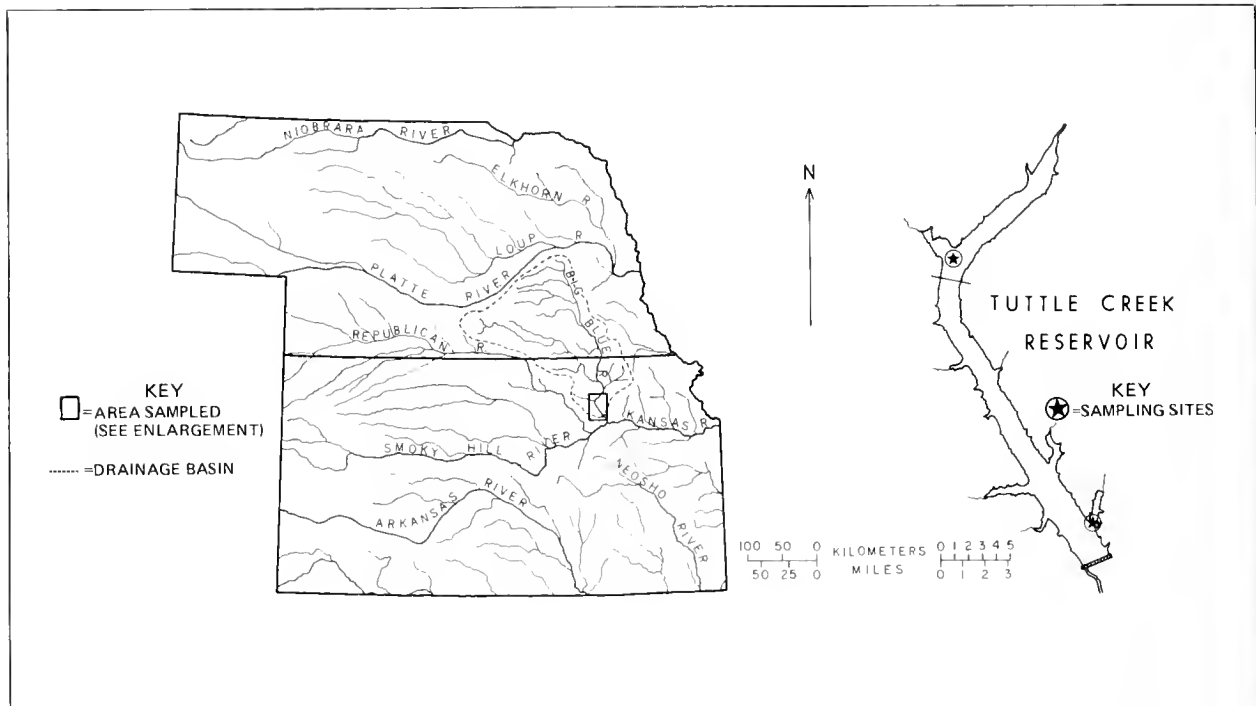 NIOBRARA RIVER
ELKHORN R
LOUP R
PLATTE RIVER
BIG BLUE R
REPUBLICAN R
KANSAS R
SMOKY HILL RIVER
NEOSHO RIVER
ARKANSAS RIVER
KEY
=AREA SAMPLED
(SEE ENLARGEMENT)
=DRAINAGE BASIN
N
TUTTLE CREEK
RESERVOIR
KEY
=SAMPLING SITES
100 50 0 KILOMETERS 0 1 2 3 4 5
50 25 0 MILES 0 1 2 3